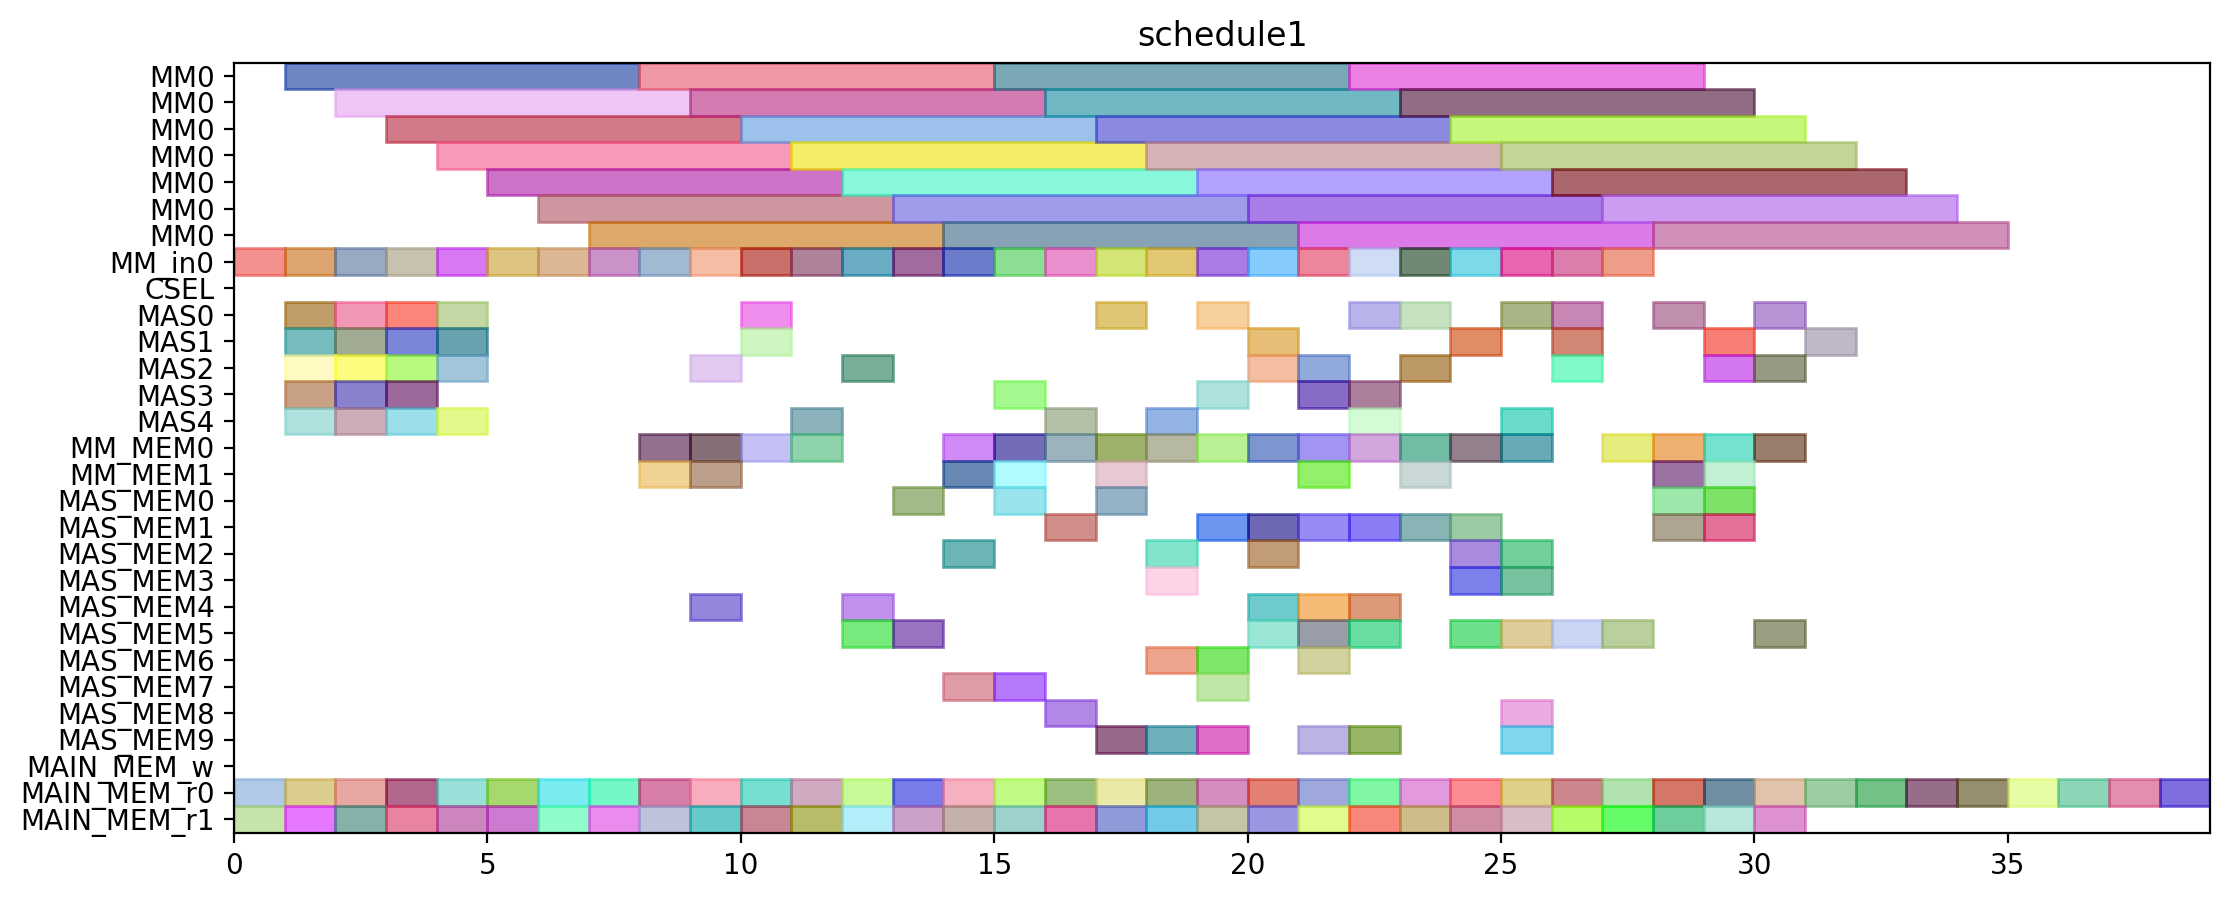 schedule1
MM0
MM0
MM0
MM0
MM0
MM0
MM0
MM_in0
CSEL
MAS0
MAS1
MAS2
MAS3
MAS4
MM_MEM0
MM_MEM1
MAS_MEM0
MAS_MEM1
MAS_MEM2
MAS_MEM3
MAS_MEM4
MAS_MEM5
MAS_MEM6
MAS_MEM7
MAS_MEM8
MAS_MEM9
MAIN_MEM_w
MAIN_MEM_r0
MAIN_MEM_r1
0 5 10 15 20 25 30 35